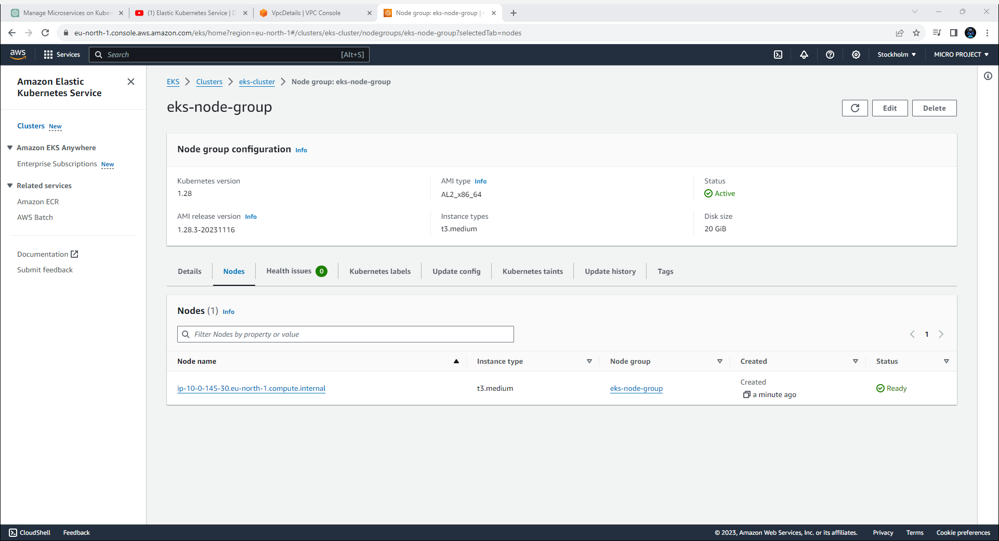 Manage Microservices on Kuber
(1) Elastic Kubernetes Service | D
VpcDetails | VPC Console
Node group: eks-node-group | e
eu-north-1.console.aws.amazon.com/eks/home?region=eu-north-1#/clusters/eks-cluster/nodegroups/eks-node-group?selectedTab=nodes
aws Services Search [Alt+S] Stockholm MICRO PROJECT
Amazon Elastic
Kubernetes Service
Clusters New
Amazon EKS Anywhere
Enterprise Subscriptions New
Related services
Amazon ECR
AWS Batch
Documentation
Submit feedback
EKS Clusters eks-cluster Node group: eks-node-group
eks-node-group
Edit Delete
Node group configuration Info
Kubernetes version
1.28
AMI type Info
AL2_x86_64
Status
Active
AMI release version Info
1.28.3-20231116
Instance types
t3.medium
Disk size
20 GiB
Details Nodes Health issues 0 Kubernetes labels Update config Kubernetes taints Update history Tags
Nodes (1) Info
Filter Nodes by property or value
1
Node name Instance type Node group Created Status
ip-10-0-145-30.eu-north-1.compute.internal t3.medium eks-node-group Created
a minute ago
Ready
CloudShell Feedback © 2023, Amazon Web Services, Inc. or its affiliates. Privacy Terms Cookie preferences